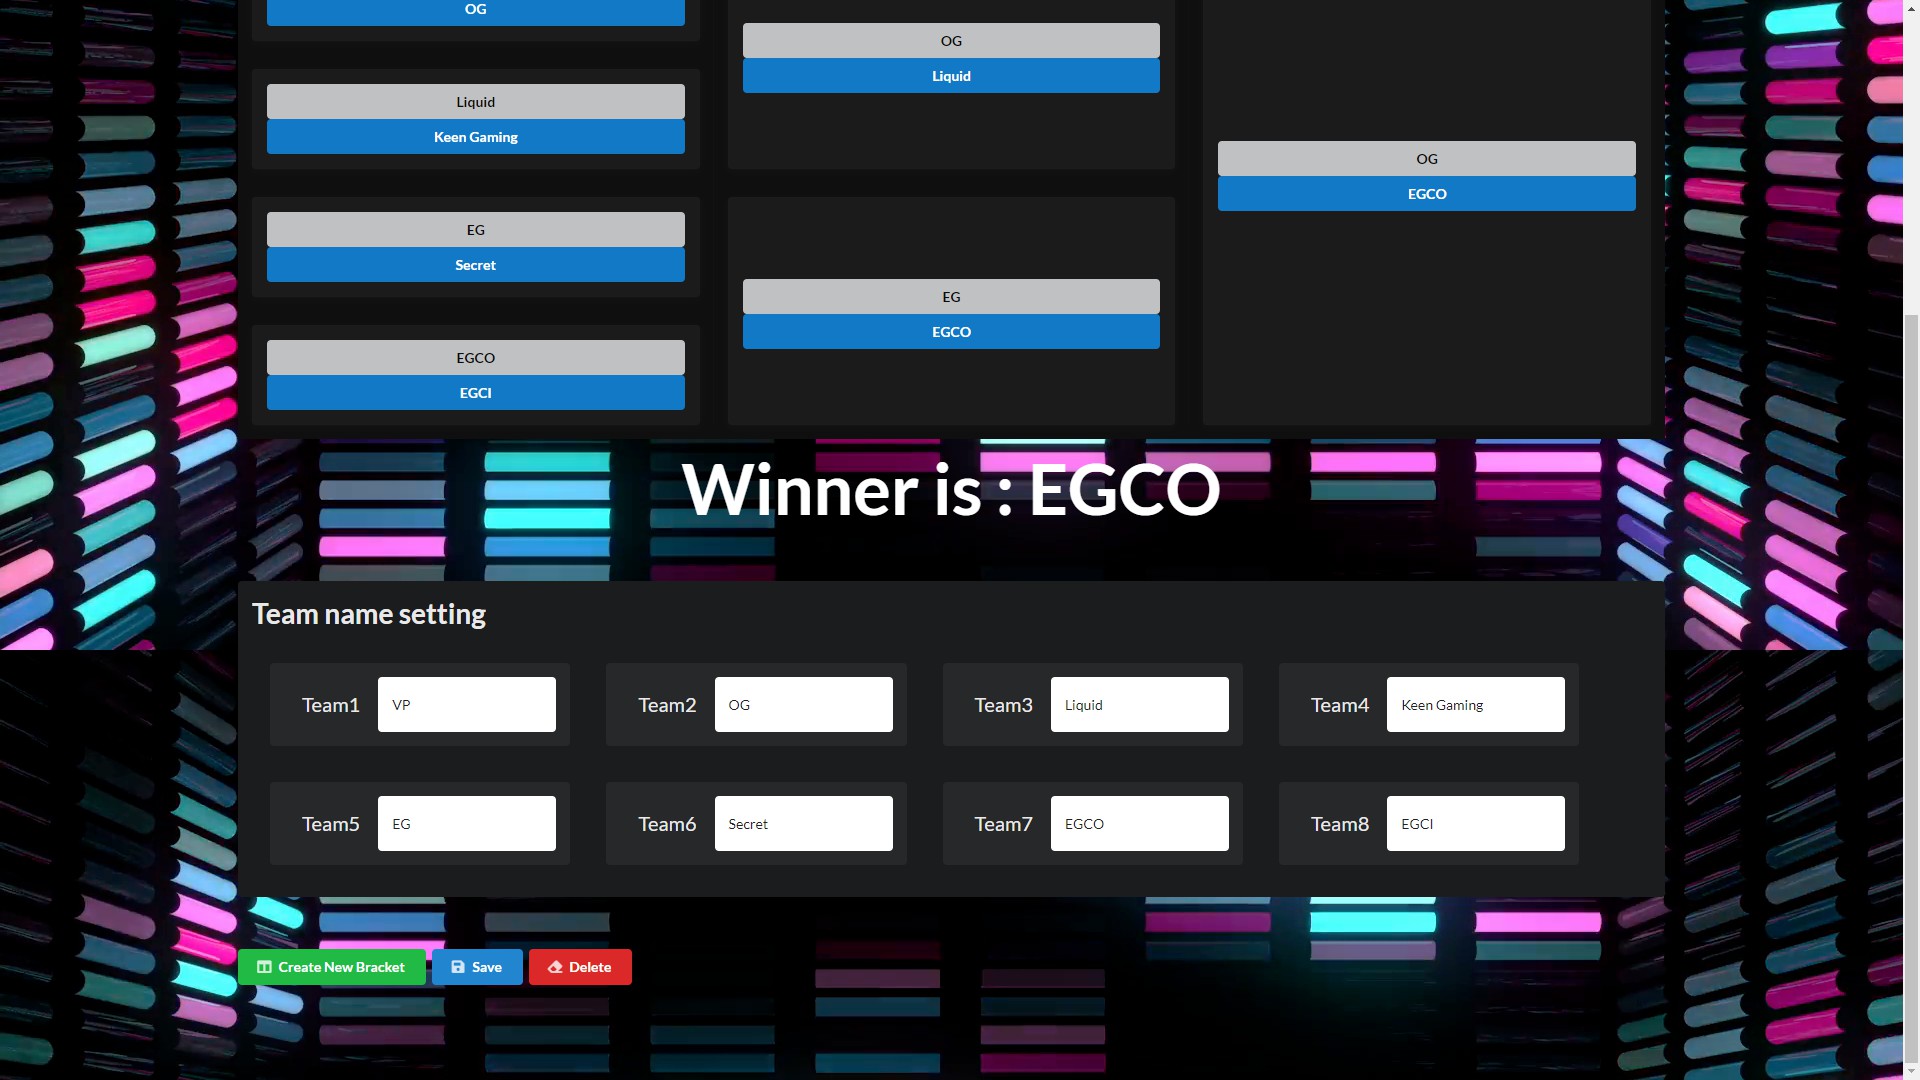 OG
Liquid
Keen Gaming
EG
Secret
EGCO
EGCI
OG
Liquid
EG
EGCO
OG
EGCO
Winner is : EGCO
Team name setting
Team1 VP Team2 OG Team3 Liquid Team4 Keen Gaming
Team5 EG Team6 Secret Team7 EGCO Team8 EGCI
Create New Bracket Save Delete